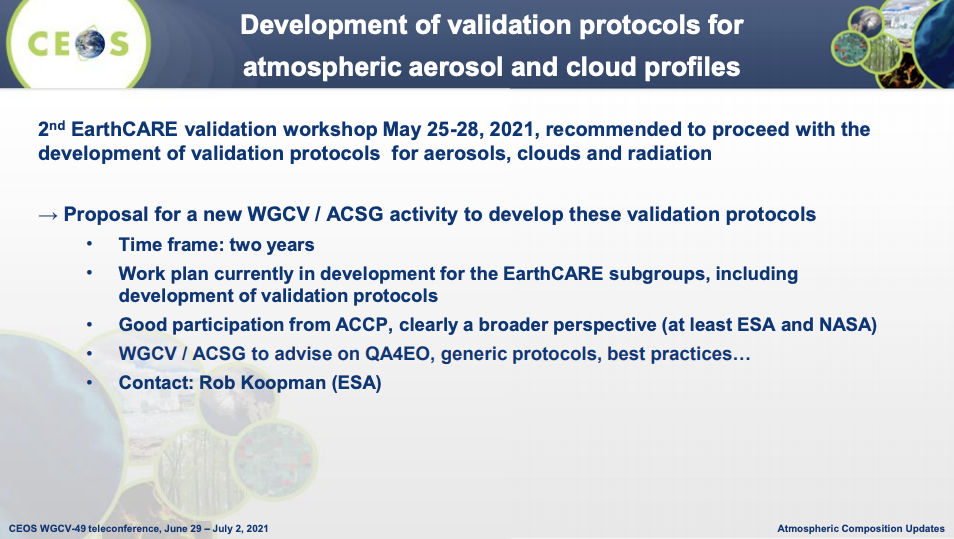 CEOS
Development of validation protocols for
atmospheric aerosol and cloud profiles
2nd EarthCARE validation workshop May 25-28, 2021, recommended to proceed with the
development of validation protocols for aerosols, clouds and radiation
→ Proposal for a new WGCV / ACSG activity to develop these validation protocols
• Time frame: two years
• Work plan currently in development for the EarthCARE subgroups, including
development of validation protocols
• Good participation from ACCP, clearly a broader perspective (at least ESA and NASA)
• WGCV / ACSG to advise on QA4EO, generic protocols, best practices…
• Contact: Rob Koopman (ESA)
CEOS WGCV-49 teleconference, June 29 – July 2, 2021
Atmospheric Composition Updates